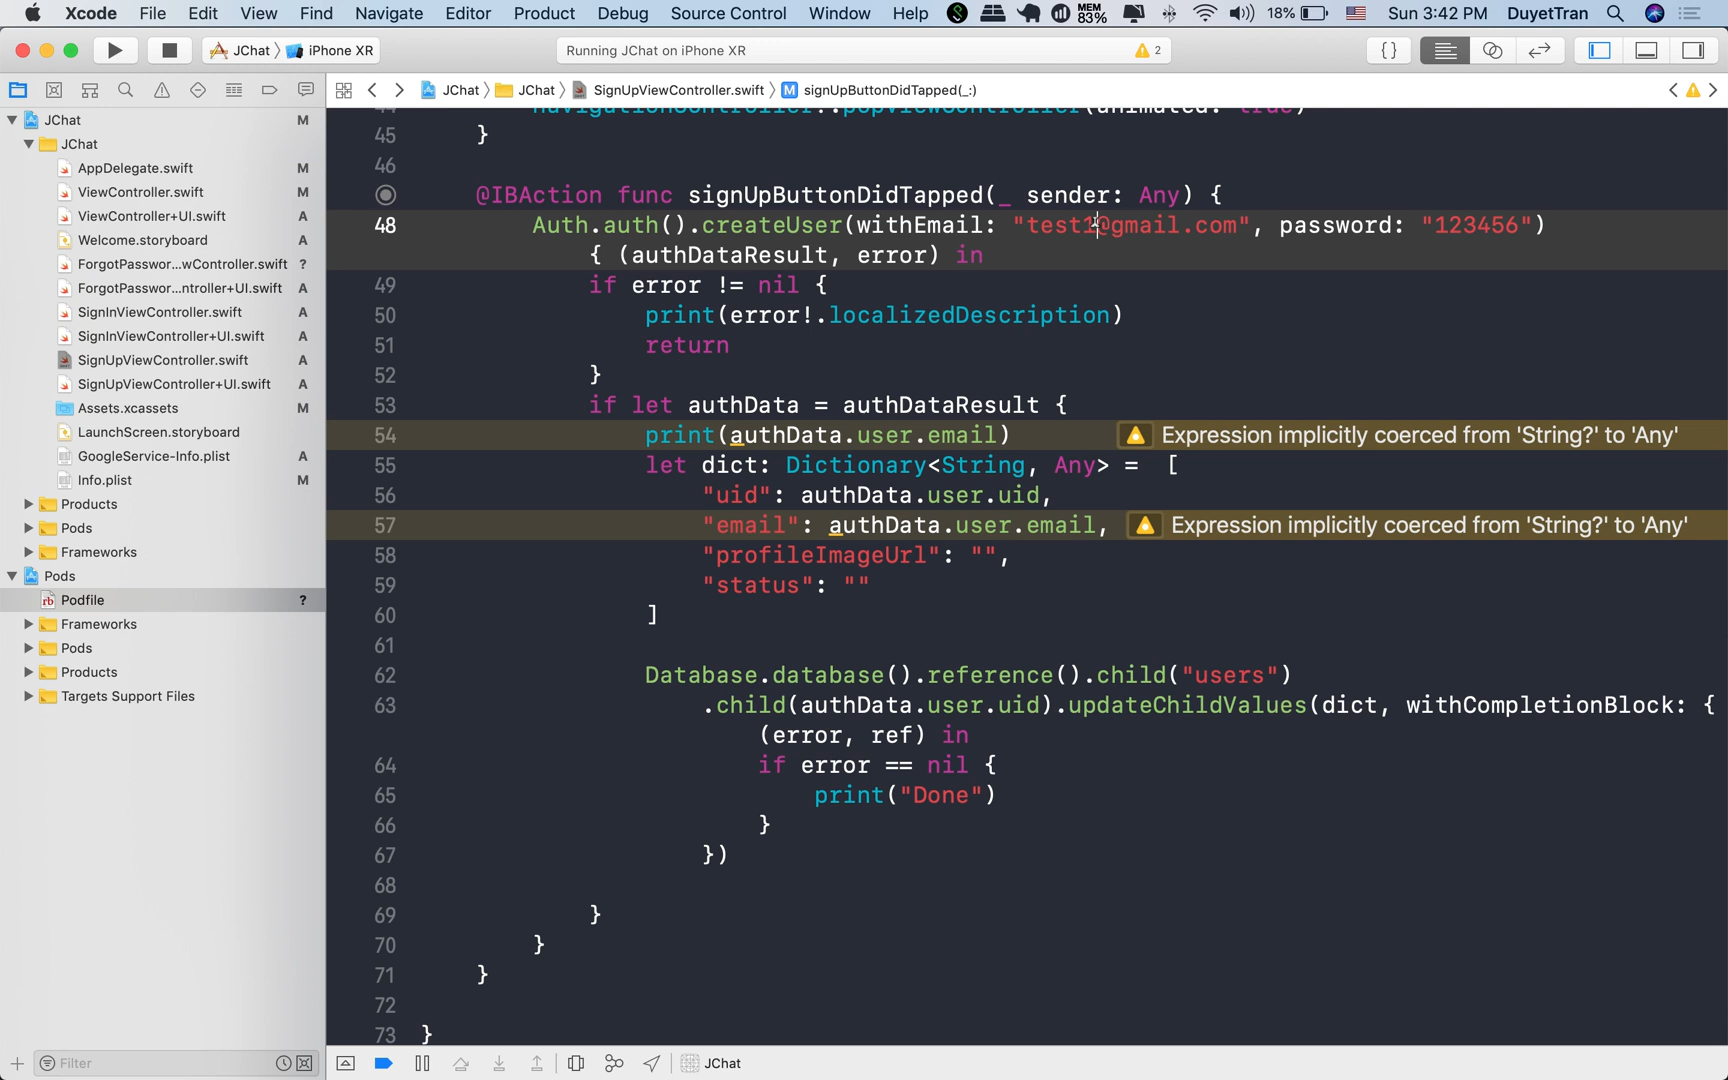 Xcode File Edit View Find Navigate Editor Product Debug Source Control Window Help S MEM 83% 18% Sun 3:42 PM DuyetTran
JChat iPhone XR Running JChat on iPhone XR 2 {}
JChat JChat SignUpViewController.swift M signUpButtonDidTapped(_:)
JChat M
JChat
AppDelegate.swift M
ViewController.swift M
ViewController+UI.swift A
Welcome.storyboard A
ForgotPasswor...wController.swift ?
ForgotPasswor...ntroller+UI.swift A
SignInViewController.swift A
SignInViewController+UI.swift A
SignUpViewController.swift A
SignUpViewController+UI.swift A
Assets.xcassets M
LaunchScreen.storyboard
GoogleService-Info.plist A
Info.plist M
Products
Pods
Frameworks
Pods
rb Podfile ?
Frameworks
Pods
Products
Targets Support Files
Filter
44 navigationController?.popViewController(animated: true)
45 }
46
@IBAction func signUpButtonDidTapped(_ sender: Any) {
48 Auth.auth().createUser(withEmail: "test1@gmail.com", password: "123456")
{ (authDataResult, error) in
49 if error != nil {
50 print(error!.localizedDescription)
51 return
52 }
53 if let authData = authDataResult {
54 print(authData.user.email) Expression implicitly coerced from 'String?' to 'Any'
55 let dict: Dictionary<String, Any> =  [
56 "uid": authData.user.uid,
57 "email": authData.user.email, Expression implicitly coerced from 'String?' to 'Any'
58 "profileImageUrl": "",
59 "status": ""
60 ]
61
62 Database.database().reference().child("users")
63 .child(authData.user.uid).updateChildValues(dict, withCompletionBlock: {
(error, ref) in
64 if error == nil {
65 print("Done")
66 }
67 })
68
69 }
70 }
71 }
72
73 }
JChat